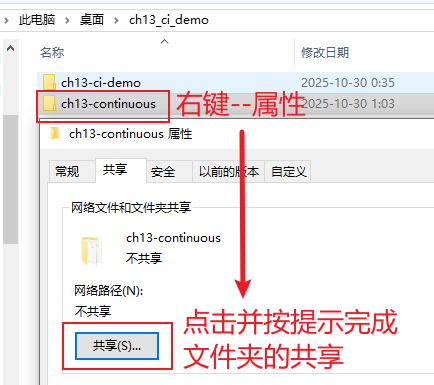 此电脑 > 桌面 > ch13_ci_demo
名称 修改日期
ch13-ci-demo 2025-10-30 0:35
ch13-continuous 2025-10-30 1:03
右键--属性
ch13-continuous 属性
常规 共享 安全 以前的版本 自定义
网络文件和文件夹共享
ch13-continuous
不共享
网络路径(N):
不共享
点击并按提示完成
文件夹的共享
共享(S)...